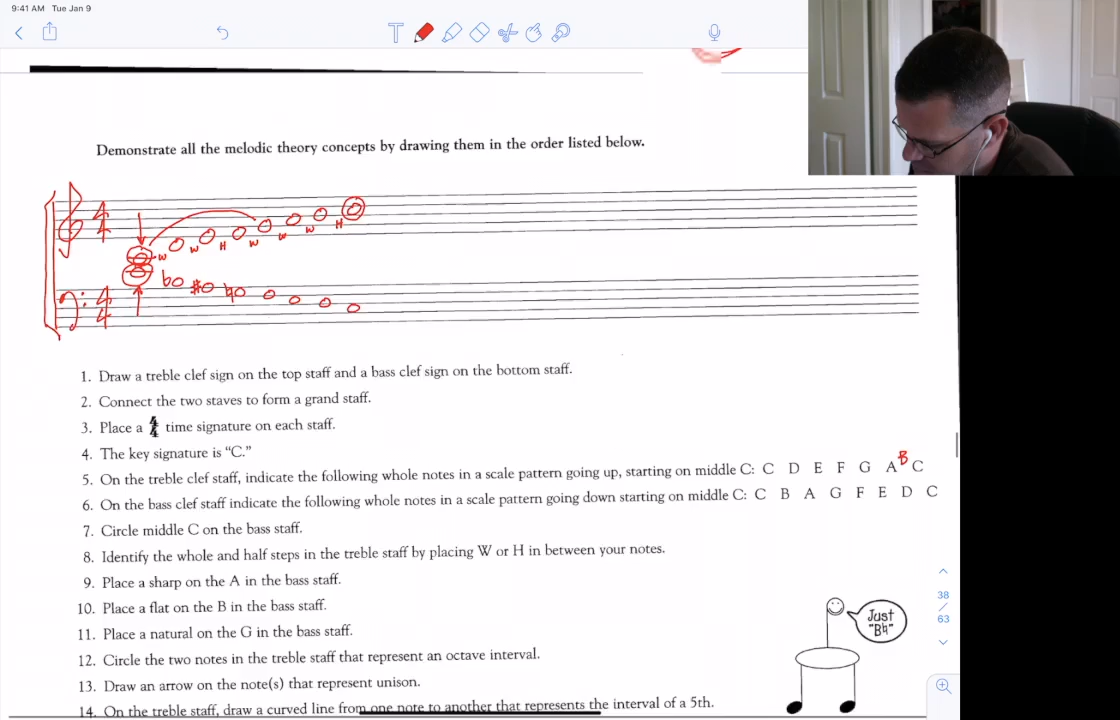 9:41 AM Tue Jan 9
T
Demonstrate all the melodic theory concepts by drawing them in the order listed below.
4
4
W W H W W W H
4
4
1. Draw a treble clef sign on the top staff and a bass clef sign on the bottom staff.
2. Connect the two staves to form a grand staff.
3. Place a 4/4 time signature on each staff.
4. The key signature is “C.”
5. On the treble clef staff, indicate the following whole notes in a scale pattern going up, starting on middle C: C D E F G A B C
6. On the bass clef staff indicate the following whole notes in a scale pattern going down starting on middle C: C B A G F E D C
7. Circle middle C on the bass staff.
8. Identify the whole and half steps in the treble staff by placing W or H in between your notes.
9. Place a sharp on the A in the bass staff.
10. Place a flat on the B in the bass staff.
11. Place a natural on the G in the bass staff.
12. Circle the two notes in the treble staff that represent an octave interval.
13. Draw an arrow on the note(s) that represent unison.
14. On the treble staff, draw a curved line from one note to another that represents the interval of a 5th.
Just
"B♮"
38
/
63